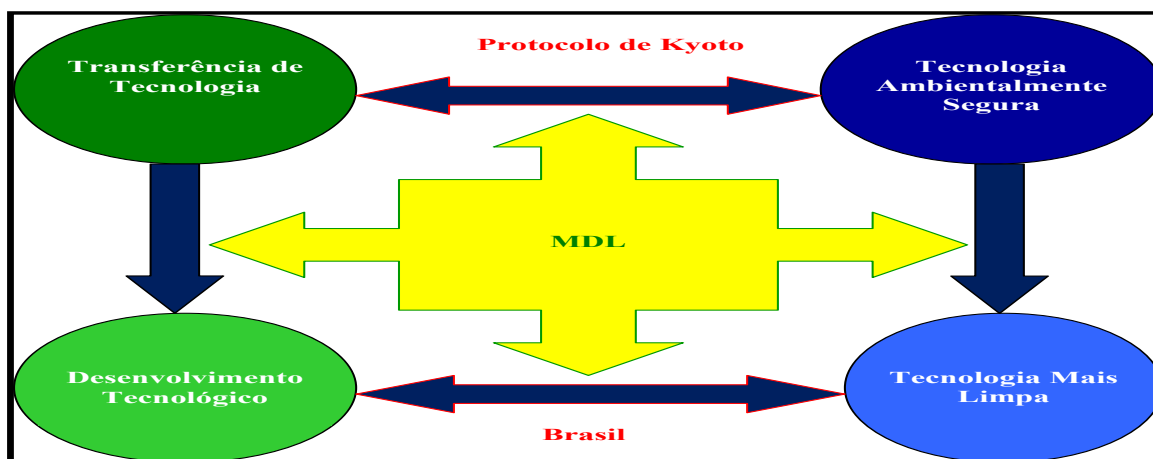 Protocolo de Kyoto
Transferência de
Tecnologia
Tecnologia
Ambientalmente
Segura
MDL
Desenvolvimento
Tecnológico
Tecnologia Mais
Limpa
Brasil